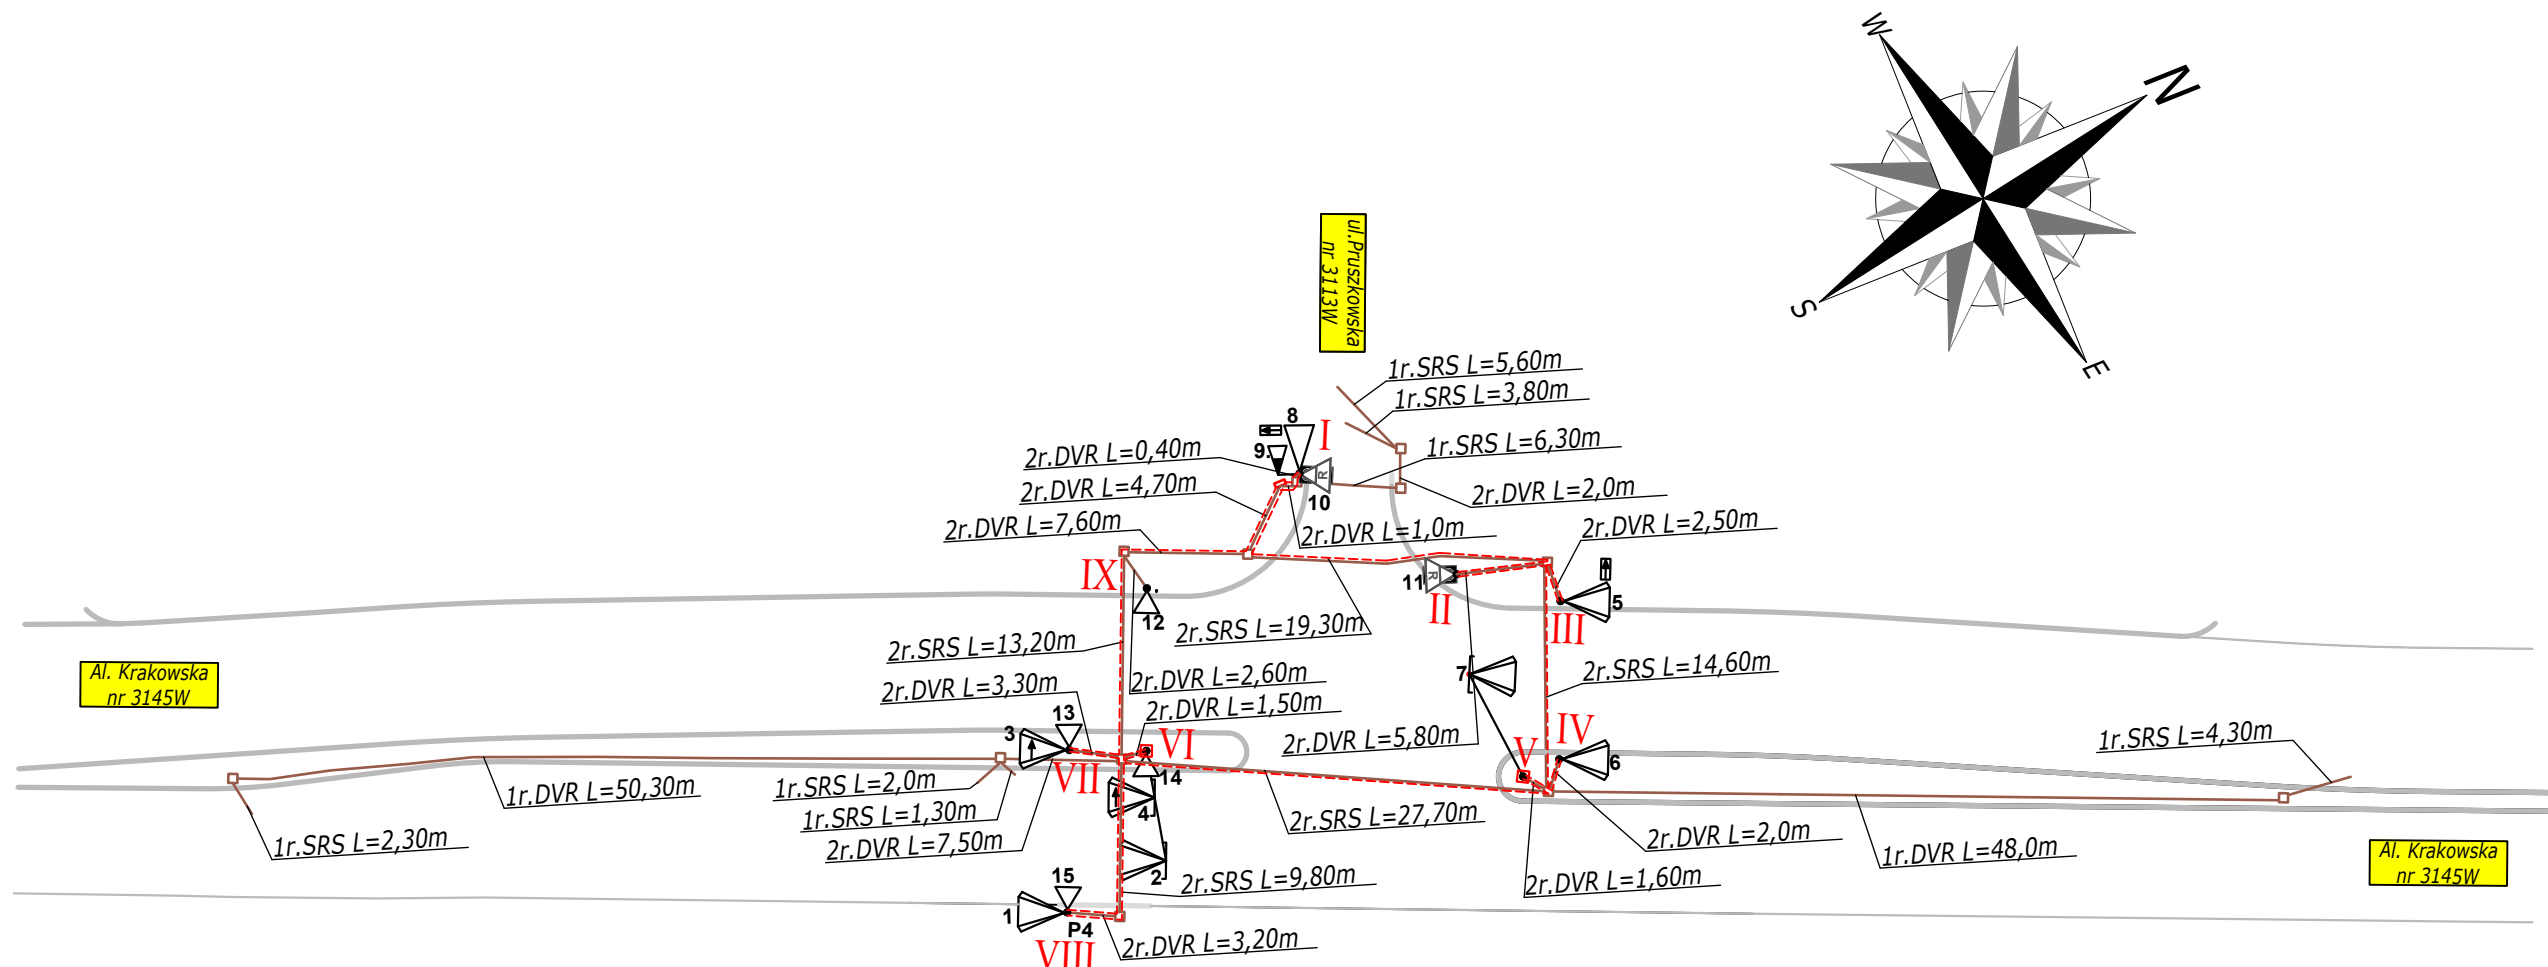 W
N
S
E
ul.Pruszkowska
nr 3113W
1r.SRS L=5,60m
1r.SRS L=3,80m
8
I
9.
R
10
2r.DVR L=0,40m
1r.SRS L=6,30m
2r.DVR L=4,70m
2r.DVR L=2,0m
2r.DVR L=7,60m
2r.DVR L=1,0m
2r.DVR L=2,50m
IX
11
R
II
5
III
12
2r.SRS L=19,30m
2r.SRS L=13,20m
2r.DVR L=2,60m
7
2r.SRS L=14,60m
Al. Krakowska
nr 3145W
2r.DVR L=3,30m
2r.DVR L=1,50m
13
3
VI
2r.DVR L=5,80m
V
IV
6
1r.SRS L=4,30m
VII
14
1r.DVR L=50,30m
1r.SRS L=2,0m
1r.SRS L=1,30m
4
2r.SRS L=27,70m
2r.DVR L=2,0m
1r.SRS L=2,30m
2r.DVR L=7,50m
1r.DVR L=48,0m
Al. Krakowska
nr 3145W
15
2
2r.SRS L=9,80m
2r.DVR L=1,60m
1
P4
VIII
2r.DVR L=3,20m